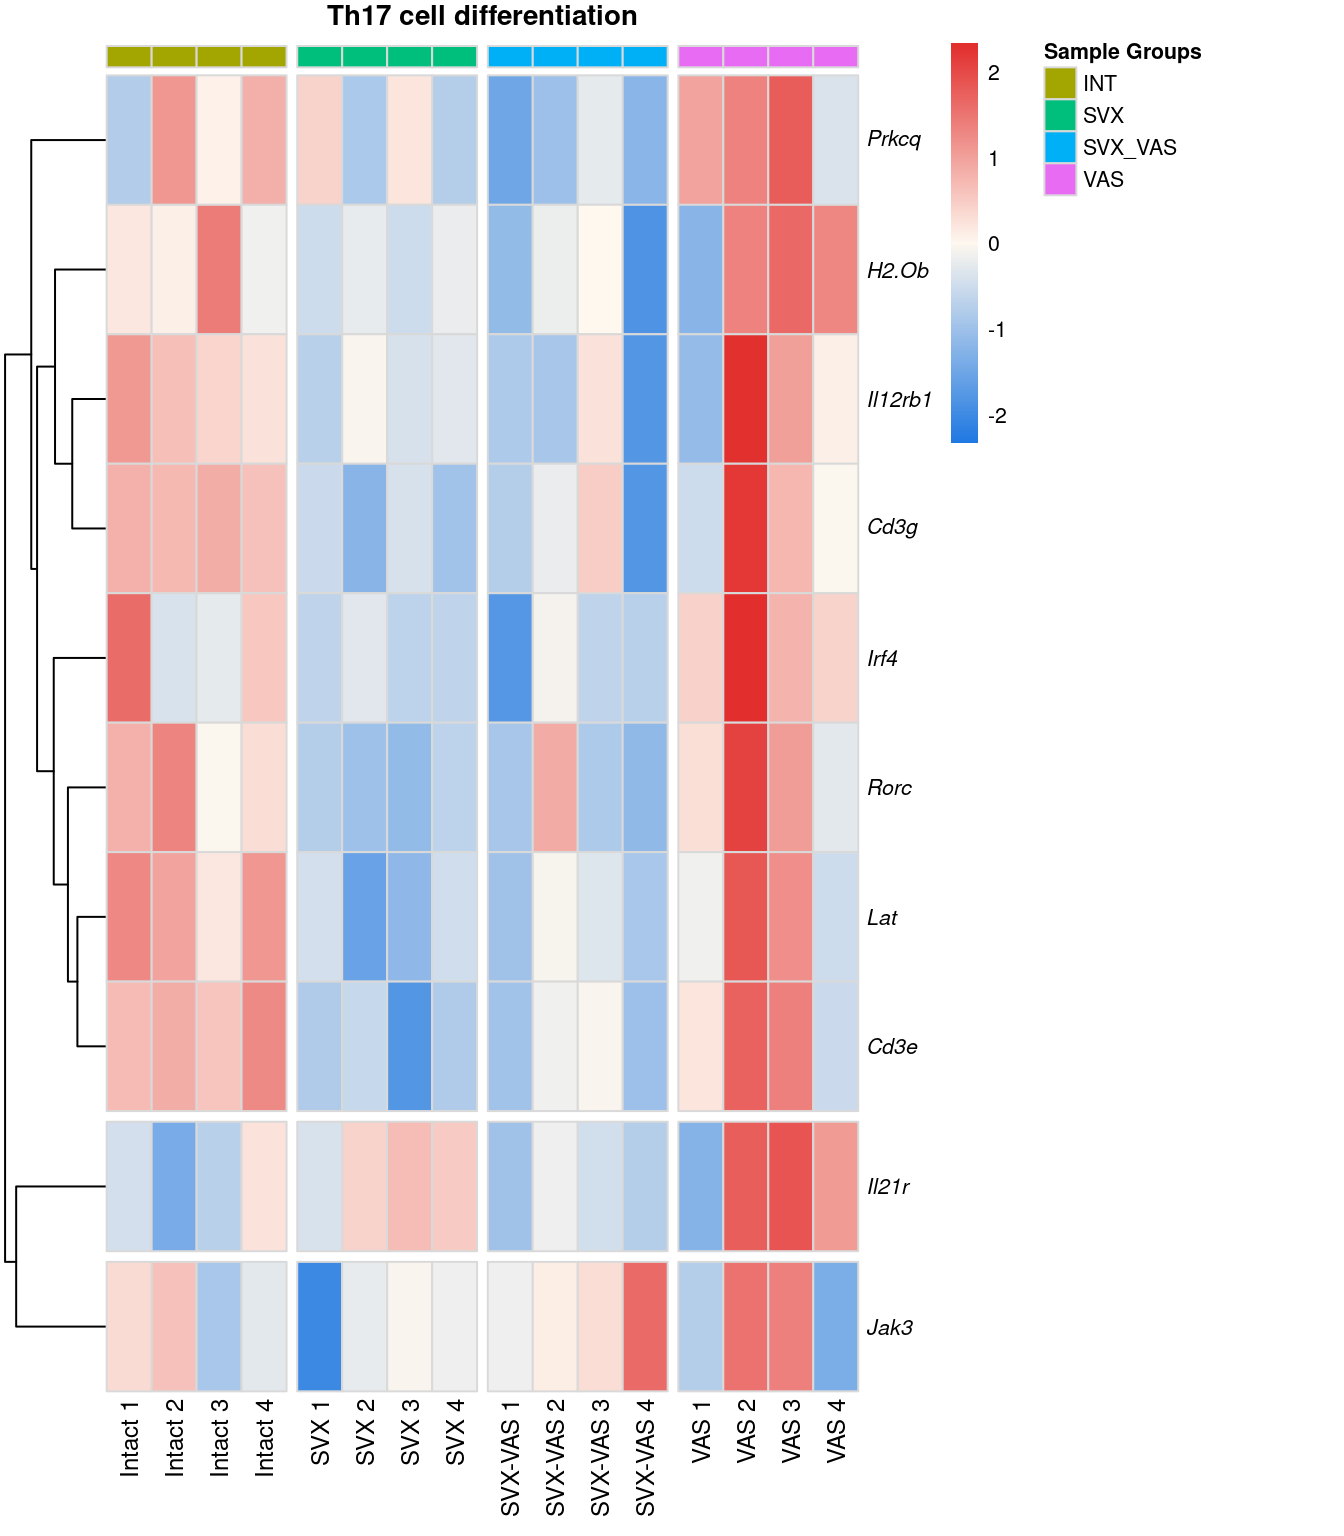 Th17 cell differentiation
Sample Groups
INT
SVX
SVX_VAS
VAS
2
1
0
-1
-2
Prkcq
H2.Ob
Il12rb1
Cd3g
Irf4
Rorc
Lat
Cd3e
Il21r
Jak3
Intact 1
Intact 2
Intact 3
Intact 4
SVX 1
SVX 2
SVX 3
SVX 4
SVX-VAS 1
SVX-VAS 2
SVX-VAS 3
SVX-VAS 4
VAS 1
VAS 2
VAS 3
VAS 4